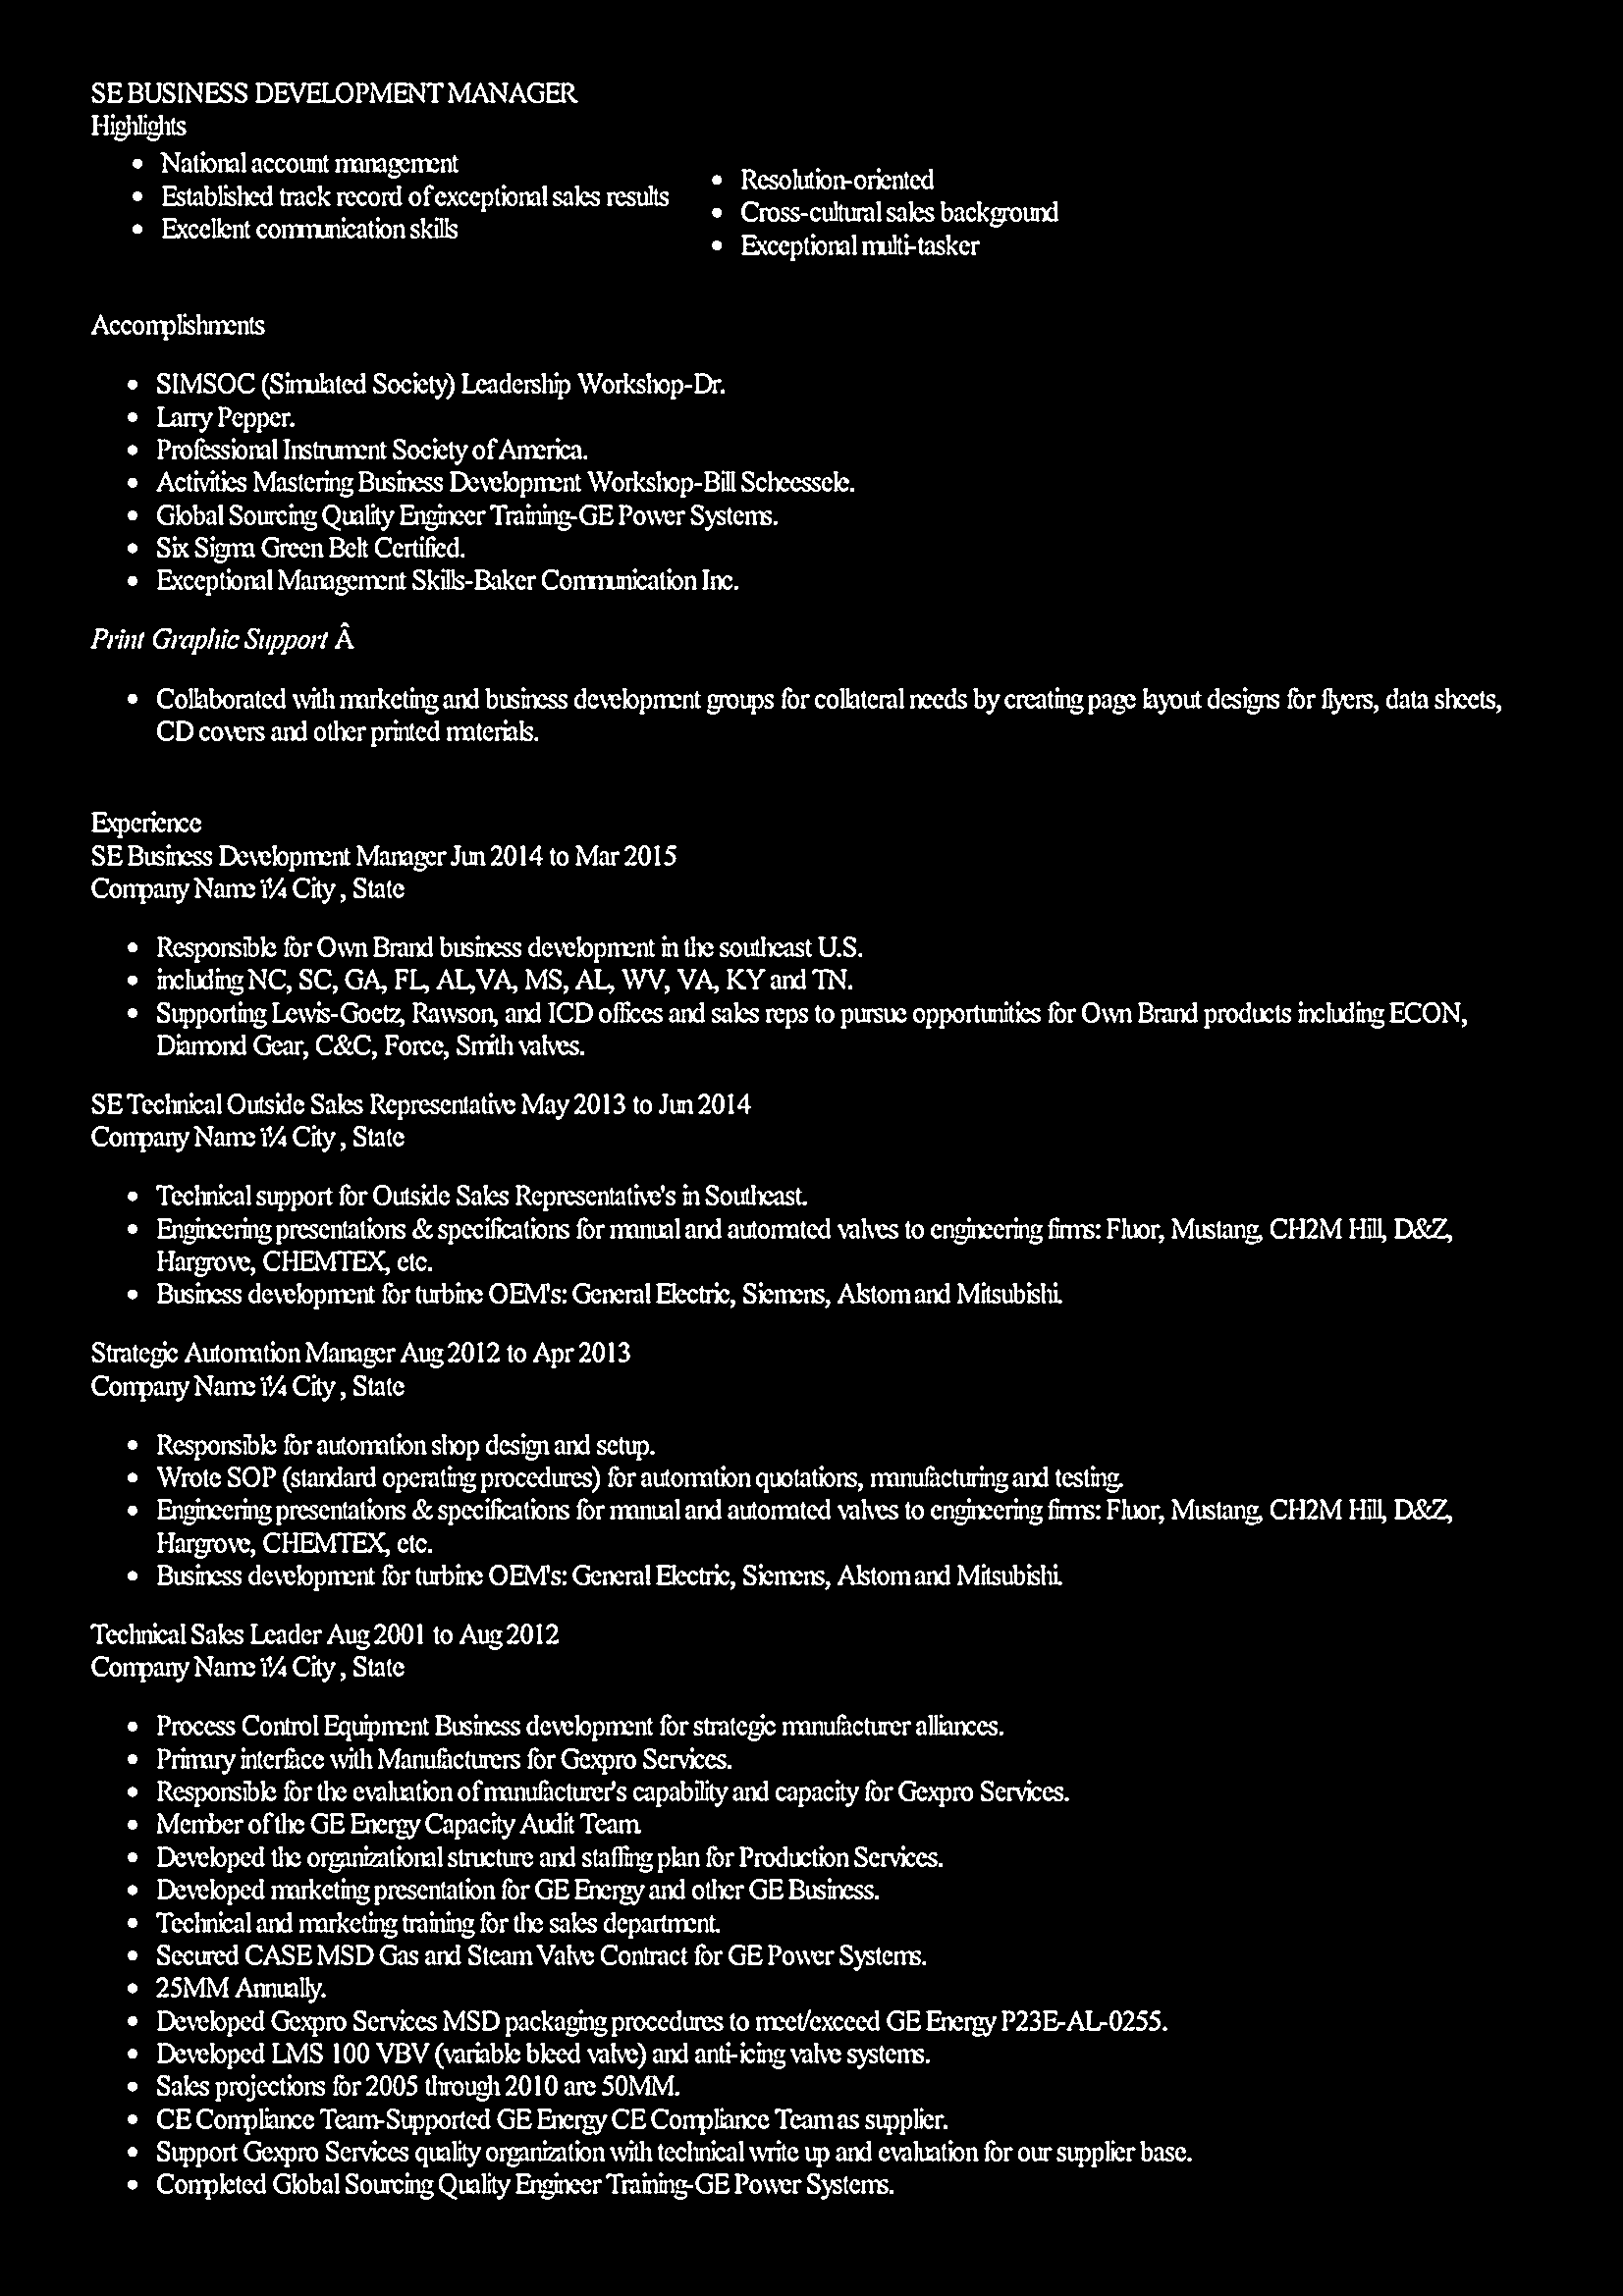 SE BUSINESS DEVELOPMENT MANAGER
Highlights
• National account management
• Established track record of exceptional sales results
• Excellent communication skills
• Resolution-oriented
• Cross-cultural sales background
• Exceptional multi-tasker
Accomplishments
• SIMSOC (Simulated Society) Leadership Workshop-Dr.
• Larry Pepper.
• Professional Instrument Society of America.
• Activities Mastering Business Development Workshop-Bill Scheessele.
• Global Sourcing Quality Engineer Training-GE Power Systems.
• Six Sigma Green Belt Certified.
• Exceptional Management Skills-Baker Communication Inc.
Print Graphic Support Â
• Collaborated with marketing and business development groups for collateral needs by creating page layout designs for flyers, data sheets,
CD covers and other printed materials.
Experience
SE Business Development Manager Jun 2014 to Mar 2015
Company Name ï¼ City , State
• Responsible for Own Brand business development in the southeast U.S.
• including NC, SC, GA, FL, AL,VA, MS, AL, WV, VA, KY and TN.
• Supporting Lewis-Goetz, Rawson, and ICD offices and sales reps to pursue opportunities for Own Brand products including ECON,
Diamond Gear, C&C, Force, Smith valves.
SE Technical Outside Sales Representative May 2013 to Jun 2014
Company Name ï¼ City , State
• Technical support for Outside Sales Representative's in Southeast.
• Engineering presentations & specifications for manual and automated valves to engineering firms: Fluor, Mustang, CH2M Hill, D&Z,
Hargrove, CHEMTEX, etc.
• Business development for turbine OEM's: General Electric, Siemens, Alstom and Mitsubishi.
Strategic Automation Manager Aug 2012 to Apr 2013
Company Name ï¼ City , State
• Responsible for automation shop design and setup.
• Wrote SOP (standard operating procedures) for automation quotations, manufacturing and testing.
• Engineering presentations & specifications for manual and automated valves to engineering firms: Fluor, Mustang, CH2M Hill, D&Z,
Hargrove, CHEMTEX, etc.
• Business development for turbine OEM's: General Electric, Siemens, Alstom and Mitsubishi.
Technical Sales Leader Aug 2001 to Aug 2012
Company Name ï¼ City , State
• Process Control Equipment Business development for strategic manufacturer alliances.
• Primary interface with Manufacturers for Gexpro Services.
• Responsible for the evaluation of manufacturer's capability and capacity for Gexpro Services.
• Member of the GE Energy Capacity Audit Team.
• Developed the organizational structure and staffing plan for Production Services.
• Developed marketing presentation for GE Energy and other GE Business.
• Technical and marketing training for the sales department.
• Secured CASE MSD Gas and Steam Valve Contract for GE Power Systems.
• 25MM Annually.
• Developed Gexpro Services MSD packaging procedures to meet/exceed GE Energy P23E-AL-0255.
• Developed LMS 100 VBV (variable bleed valve) and anti-icing valve systems.
• Sales projections for 2005 through 2010 are 50MM.
• CE Compliance Team-Supported GE Energy CE Compliance Team as supplier.
• Support Gexpro Services quality organization with technical write up and evaluation for our supplier base.
• Completed Global Sourcing Quality Engineer Training-GE Power Systems.